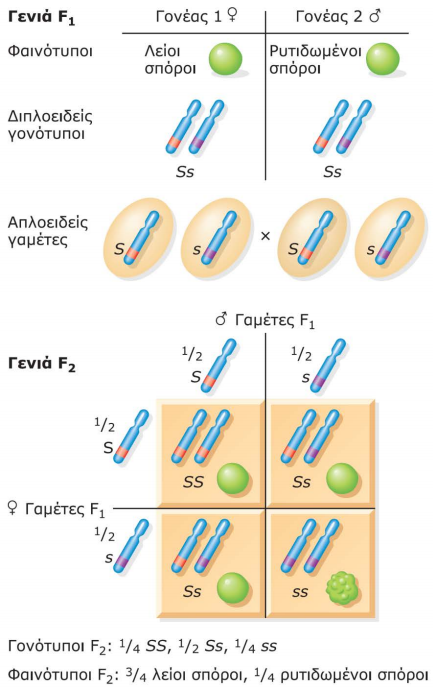 Γενιά F1
Γονέας 1 ♀
Γονέας 2 ♂
Φαινότυποι
Λείοι σπόροι
Ρυτιδωμένοι σπόροι
Διπλοειδείς γονότυποι
Ss
Ss
Απλοειδείς γαμέτες
S
s
×
S
s
♂ Γαμέτες F1
Γενιά F2
1/2 S
1/2 s
1/2 S
SS
Ss
♀ Γαμέτες F1
1/2 s
Ss
ss
Γονότυποι F2: 1/4 SS, 1/2 Ss, 1/4 ss
Φαινότυποι F2: 3/4 λείοι σπόροι, 1/4 ρυτιδωμένοι σπόροι